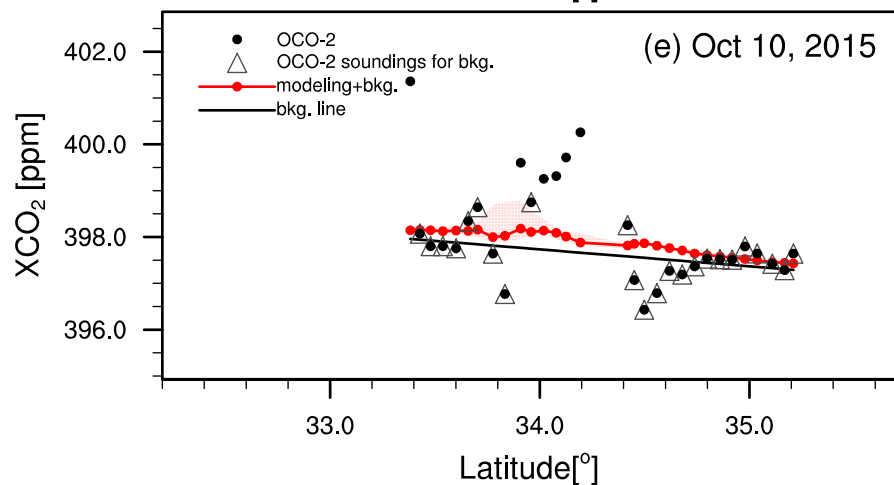 402.0
400.0
398.0
396.0
XCO2 [ppm]
OCO-2
OCO-2 soundings for bkg.
modeling+bkg.
bkg. line
(e) Oct 10, 2015
33.0
34.0
35.0
Latitude[°]